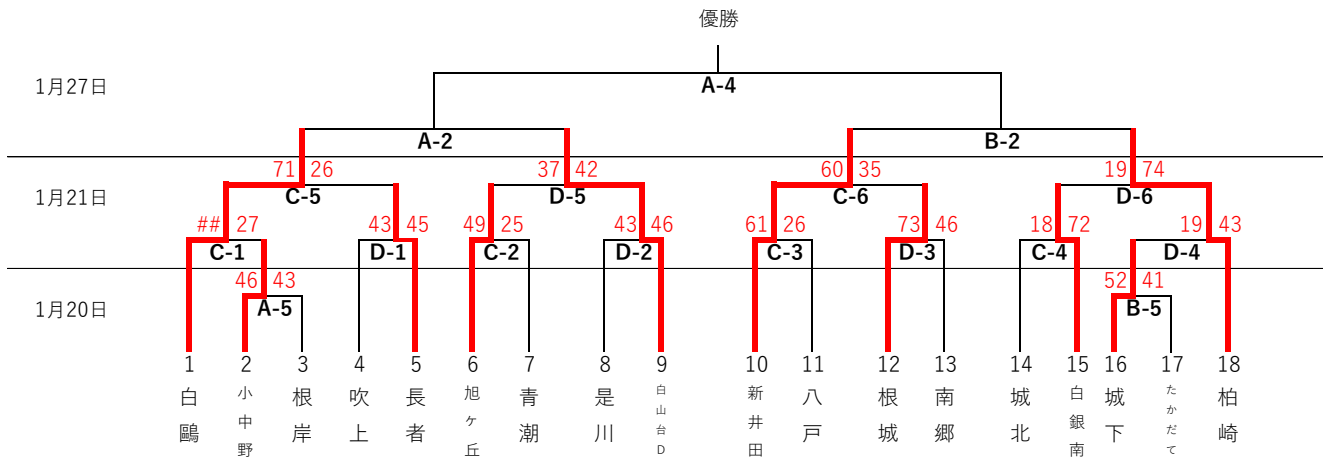 優勝
1月27日
A-4
A-2 B-2
71 26 37 42 60 35 19 74
1月21日
C-5 D-5 C-6 D-6
## 27 43 45 49 25 43 46 61 26 73 46 18 72 19 43
C-1 D-1 C-2 D-2 C-3 D-3 C-4 D-4
46 43 52 41
1月20日
A-5 B-5
1 2 3 4 5 6 7 8 9 10 11 12 13 14 15 16 17 18
白鷗
小中野
根岸
吹上
長者
旭ヶ丘
青潮
是川
白山台D
新井田
八戸
根城
南郷
城北
白銀南
城下
たかだて
柏崎